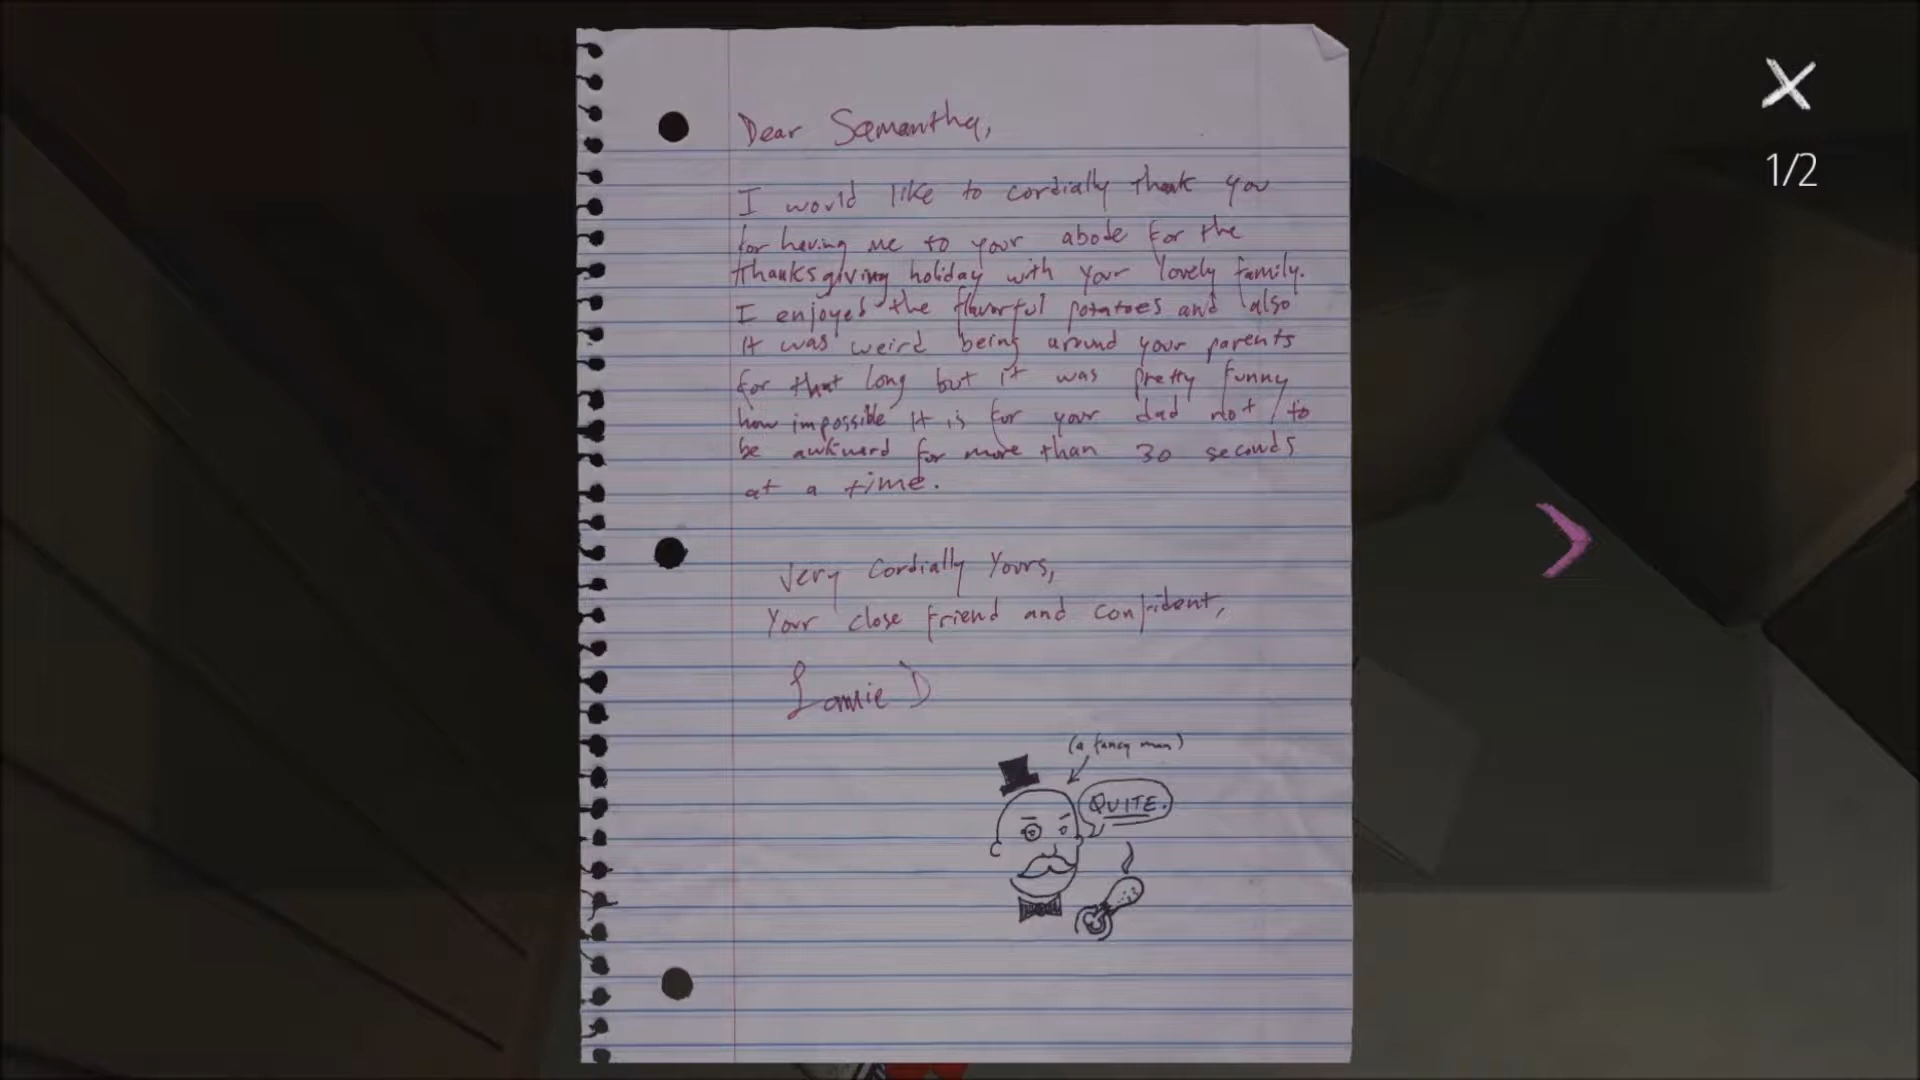 1/2
Dear Samantha,
I would like to cordially thank you
for having me to your abode for the
thanksgiving holiday with your lovely family.
I enjoyed the flavorful potatoes and also
it was weird being around your parents
for that long but it was pretty funny
how impossible it is for your dad not to
be awkward for more than 30 seconds
at a time.
Very Cordially Yours,
Your close friend and confident,
Lonnie D
(a fancy man)
QUITE.